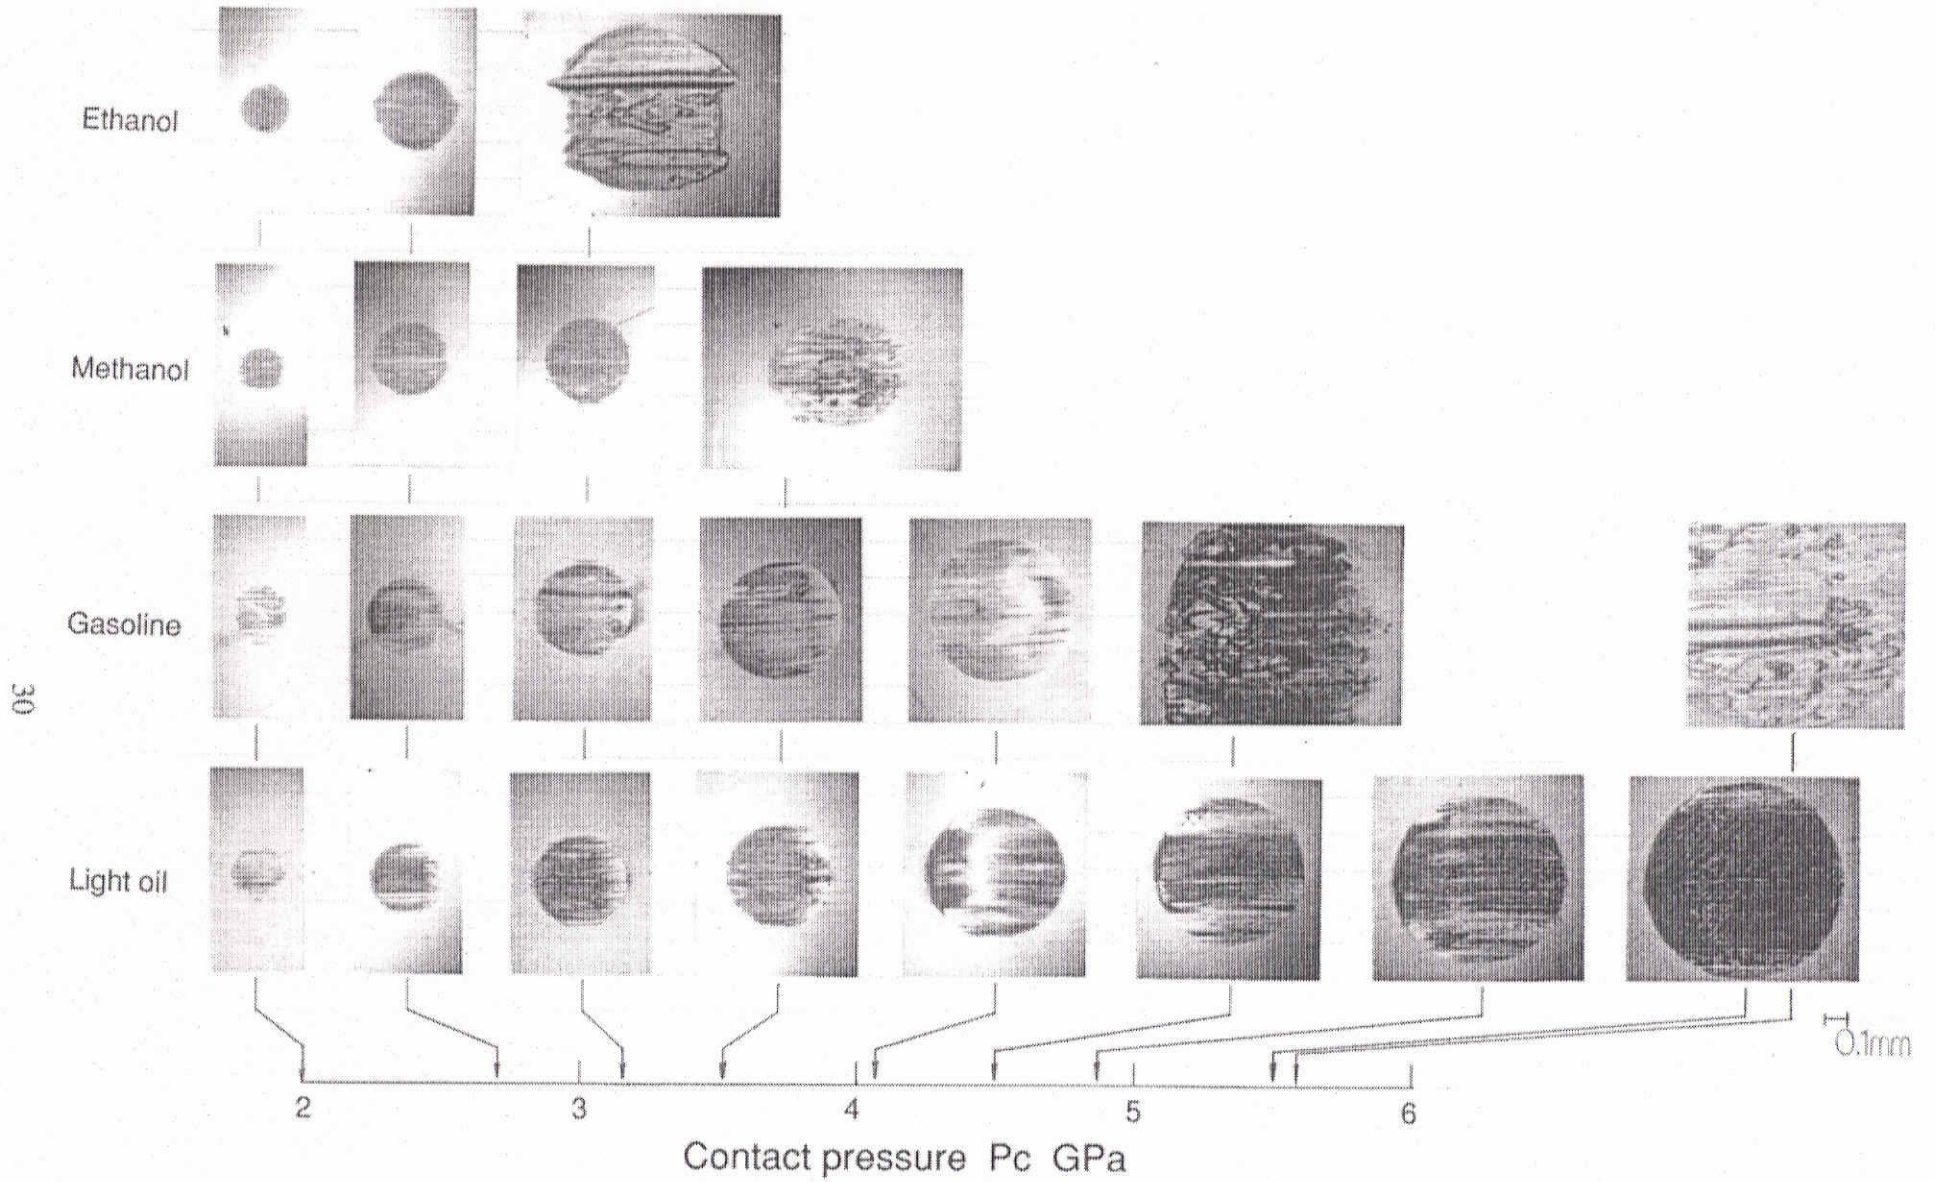 Ethanol
Methanol
Gasoline
Light oil
30
0.1mm
2 3 4 5 6
Contact pressure Pc GPa